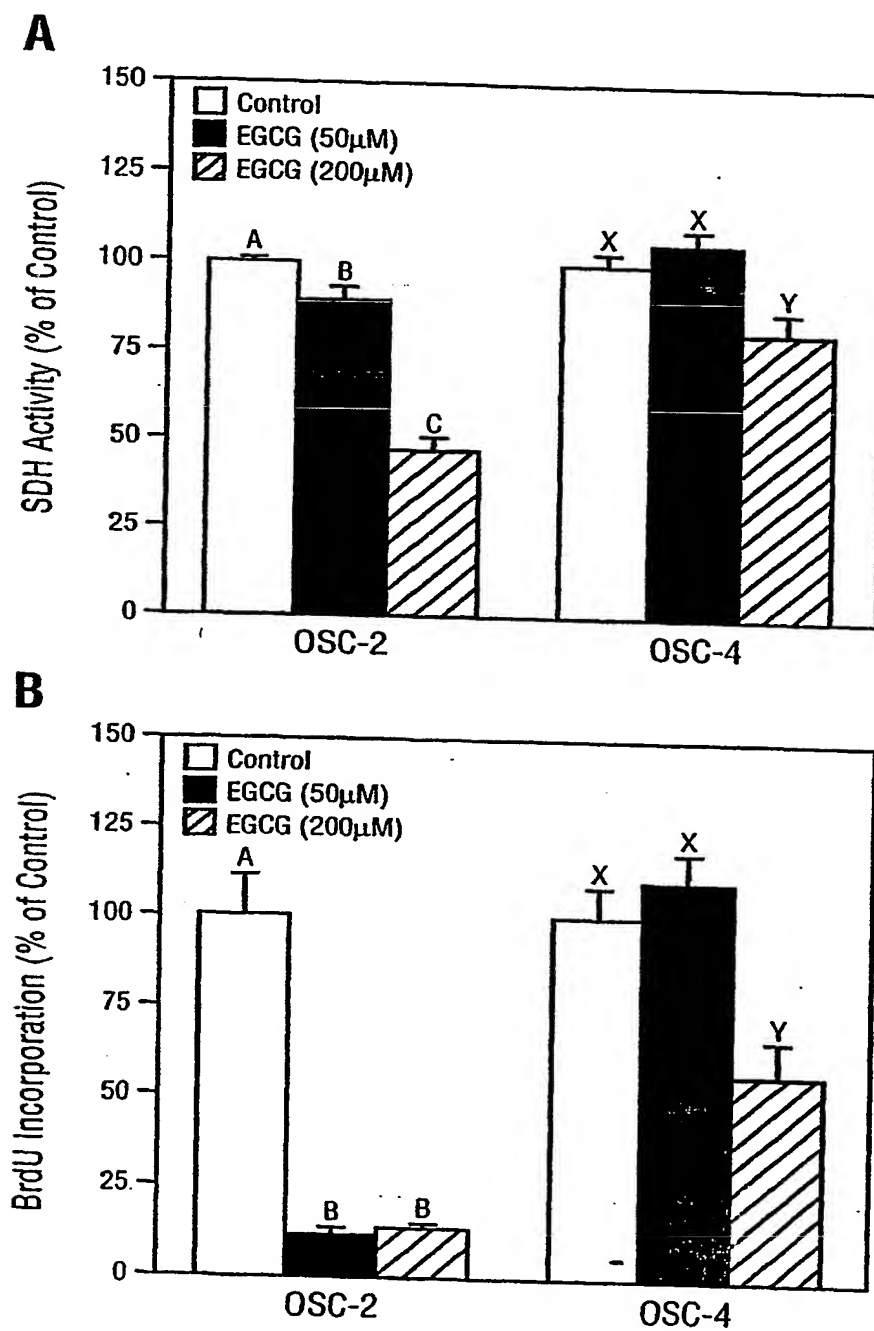 A
150
Control
EGCG (50μM)
EGCG (200μM)
125
100
75
50
25
0
SDH Activity (% of Control)
A
B
C
X
X
Y
OSC-2
OSC-4
B
150
Control
EGCG (50μM)
EGCG (200μM)
125
100
75
50
25
0
BrdU Incorporation (% of Control)
A
B
B
X
X
Y
OSC-2
OSC-4